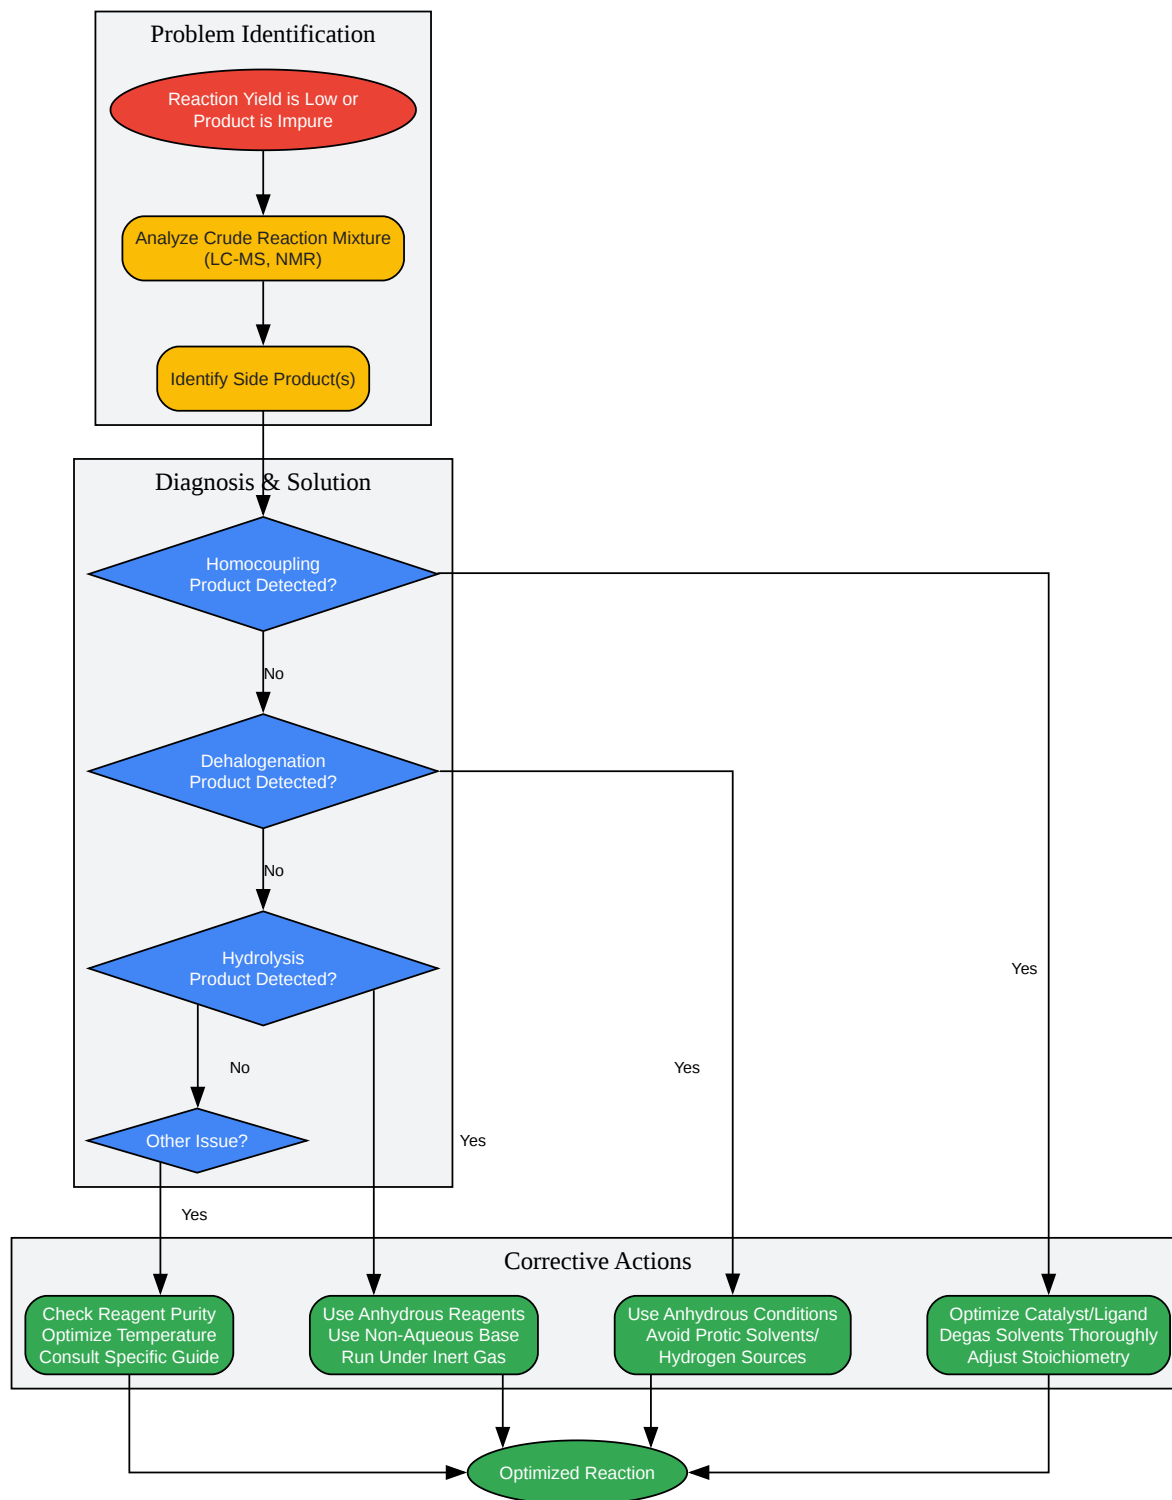 Problem Identification
Reaction Yield is Low or
Product is Impure
Analyze Crude Reaction Mixture
(LC-MS, NMR)
Identify Side Product(s)
Diagnosis & Solution
Homocoupling
Product Detected?
No
Dehalogenation
Product Detected?
No
Hydrolysis
Product Detected?
Yes
No
Yes
Other Issue?
Yes
Yes
Corrective Actions
Check Reagent Purity
Optimize Temperature
Consult Specific Guide
Use Anhydrous Reagents
Use Non-Aqueous Base
Run Under Inert Gas
Use Anhydrous Conditions
Avoid Protic Solvents/
Hydrogen Sources
Optimize Catalyst/Ligand
Degas Solvents Thoroughly
Adjust Stoichiometry
Optimized Reaction